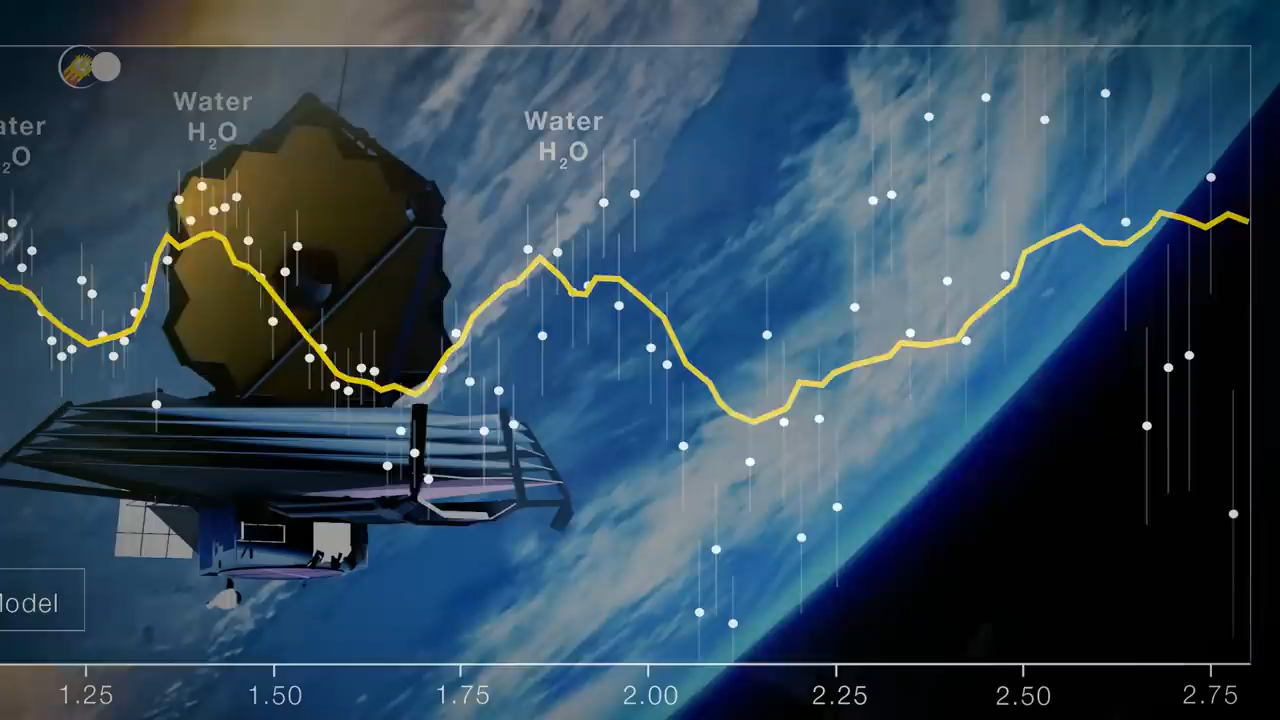 Water
H₂O
ater
₂O
Water
H₂O
Model
1.25 1.50 1.75 2.00 2.25 2.50 2.75